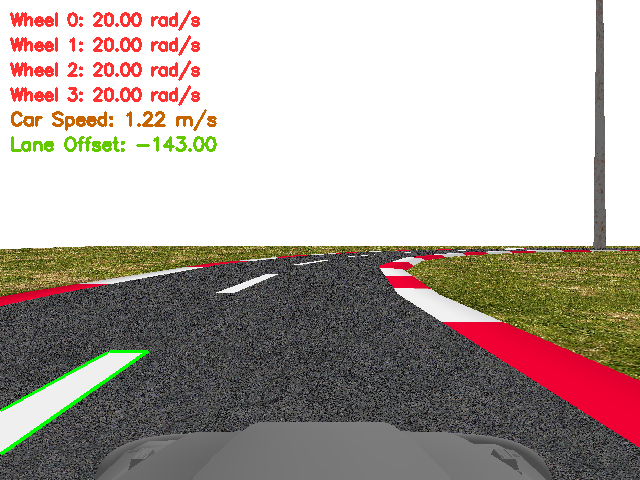 Wheel 0: 20.00 rad/s
Wheel 1: 20.00 rad/s
Wheel 2: 20.00 rad/s
Wheel 3: 20.00 rad/s
Car Speed: 1.22 m/s
Lane Offset: -143.00